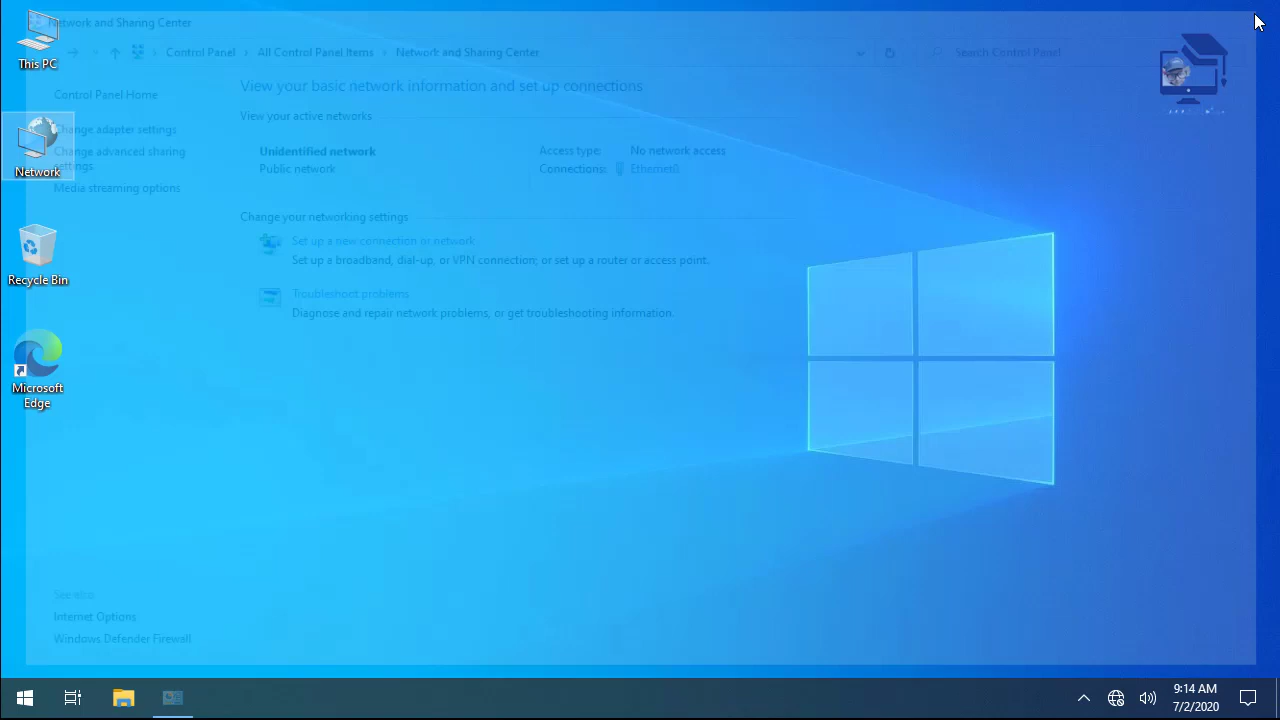 Network and Sharing Center
This PC
Control Panel > All Control Panel Items > Network and Sharing Center
Search Control Panel
Control Panel Home
Change adapter settings
Change advanced sharing
settings
Media streaming options
View your basic network information and set up connections
View your active networks
Unidentified network
Public network
Access type: No network access
Connections: Ethernet0
Change your networking settings
Set up a new connection or network
Set up a broadband, dial-up, or VPN connection; or set up a router or access point.
Troubleshoot problems
Diagnose and repair network problems, or get troubleshooting information.
Network
Recycle Bin
Microsoft
Edge
See also
Internet Options
Windows Defender Firewall
9:14 AM
7/2/2020